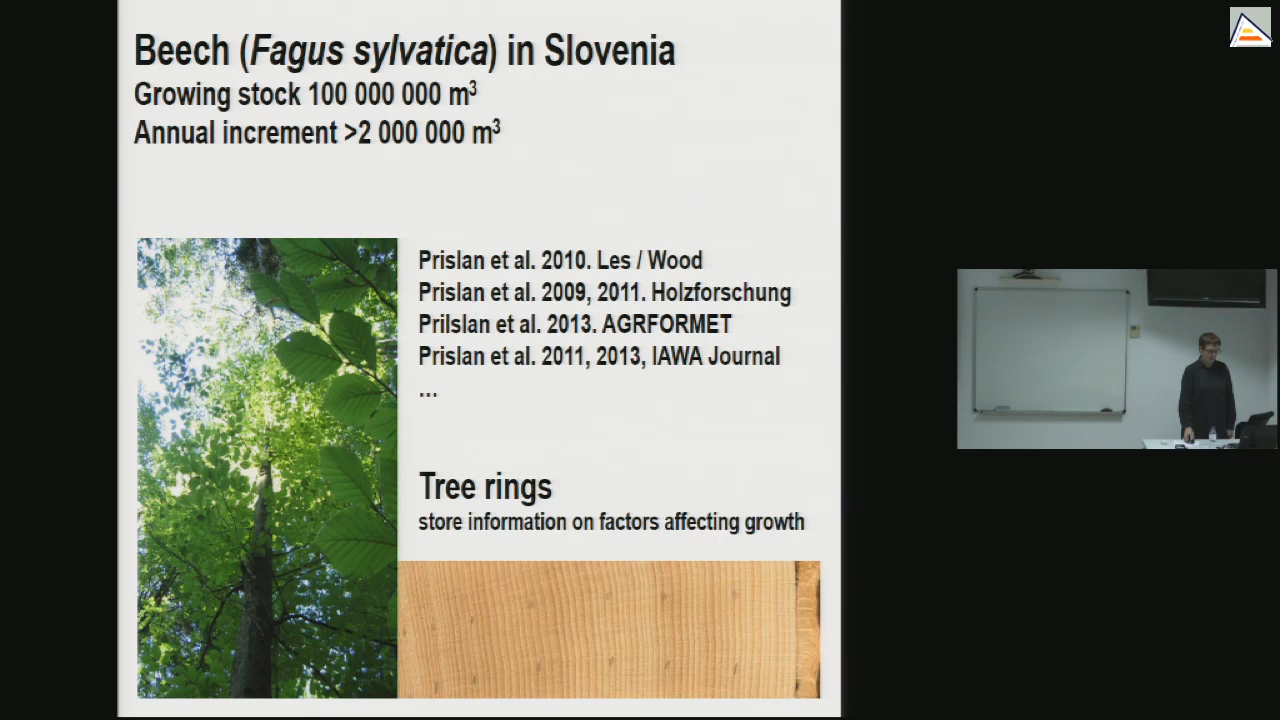 Beech (Fagus sylvatica) in Slovenia
Growing stock 100 000 000 m³
Annual increment >2 000 000 m³
Prislan et al. 2010. Les / Wood
Prislan et al. 2009, 2011. Holzforschung
Prilslan et al. 2013. AGRFORMET
Prislan et al. 2011, 2013, IAWA Journal
...
Tree rings
store information on factors affecting growth